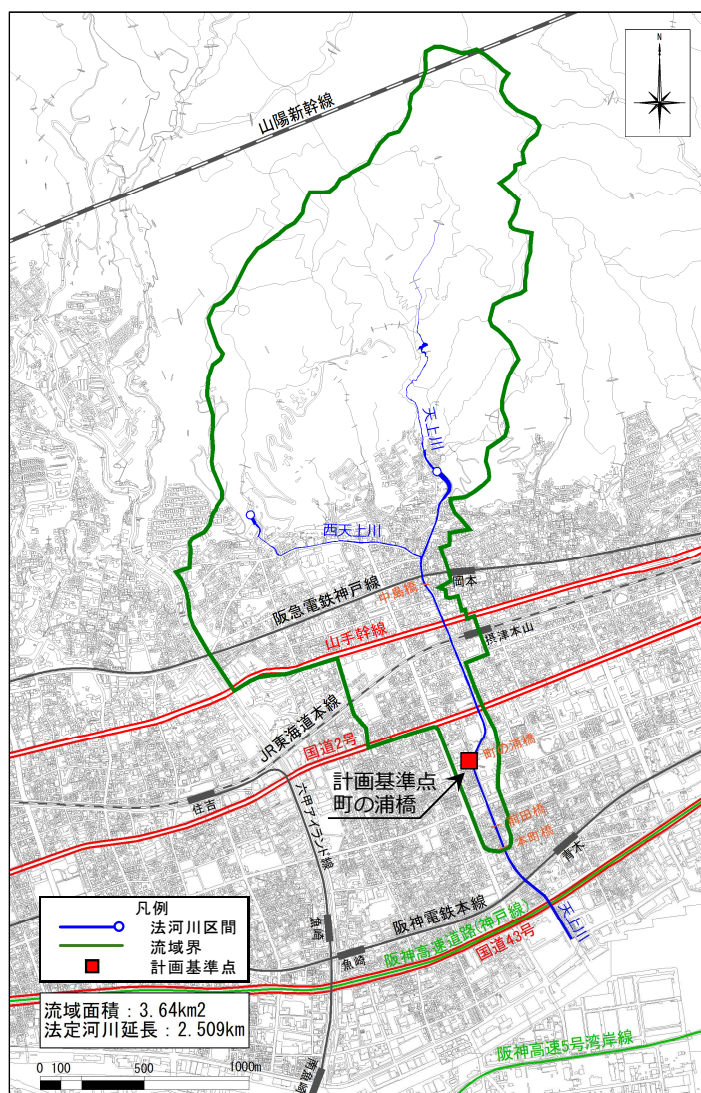 N
山陽新幹線
天上川
西天上川
岡本
中島橋
阪急電鉄神戸線
山手幹線
摂津本山
JR東海道本線
国道2号
町の浦橋
計画基準点
町の浦橋
住吉
六甲アイランド線
前田橋
本町橋
青木
阪神電鉄本線
魚崎
魚崎
天上川
阪神高速道路(神戸線)
国道43号
凡例
法河川区間
流域界
計画基準点
流域面積：3.64km2
法定河川延長：2.509km
0 100 500 1000m
南魚崎
阪神高速5号湾岸線